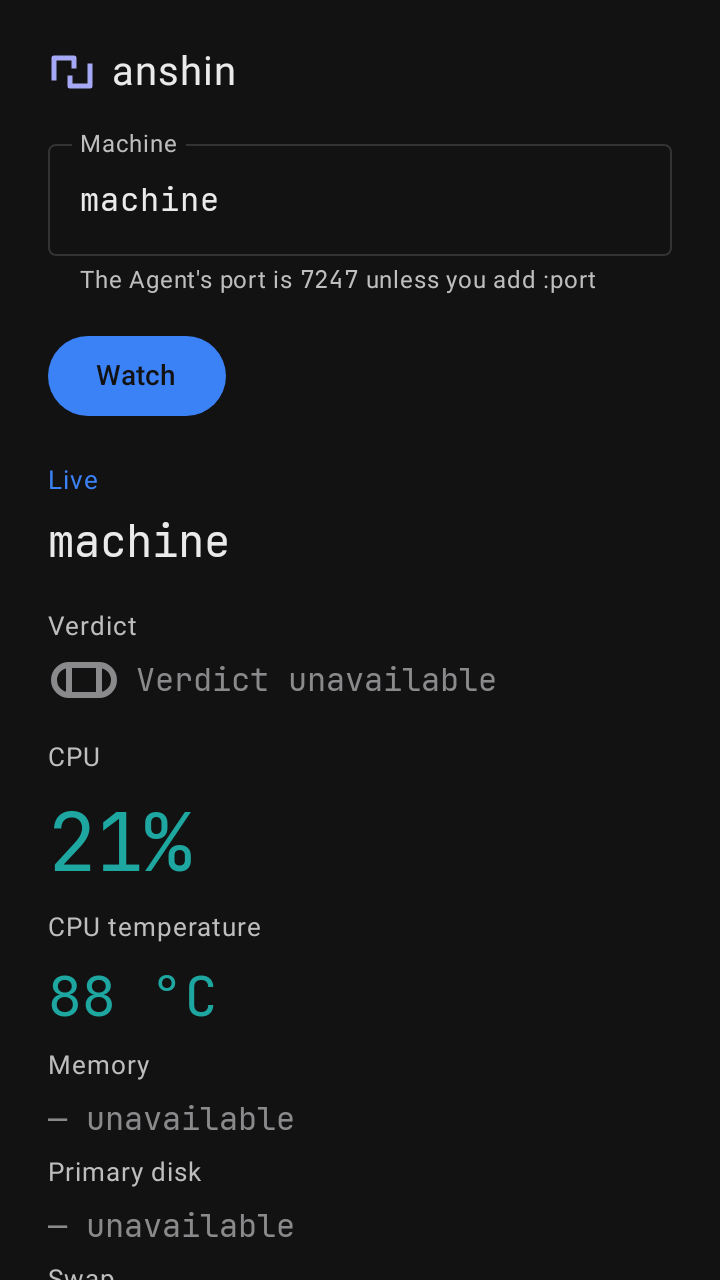 anshin
Machine
machine
The Agent's port is 7247 unless you add :port
Watch
Live
machine
Verdict
Verdict unavailable
CPU
21%
CPU temperature
88 °C
Memory
— unavailable
Primary disk
— unavailable
Swap